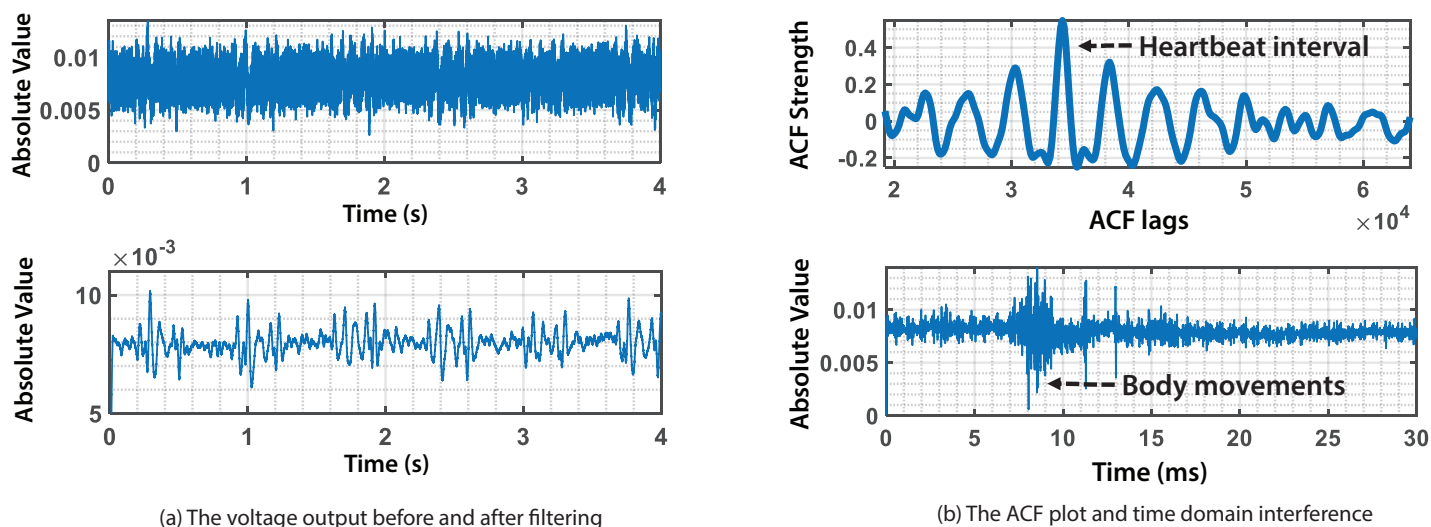 Absolute Value
0.01
0.005
0
0 1 2 3 4
Time (s)
×10⁻³
Absolute Value
10
5
0 1 2 3 4
Time (s)
(a) The voltage output before and after filtering
ACF Strength
0.4
0.2
0
-0.2
Heartbeat interval
2 3 4 5 6
ACF lags
×10⁴
Absolute Value
0.01
0.005
0
Body movements
0 5 10 15 20 25 30
Time (ms)
(b) The ACF plot and time domain interference